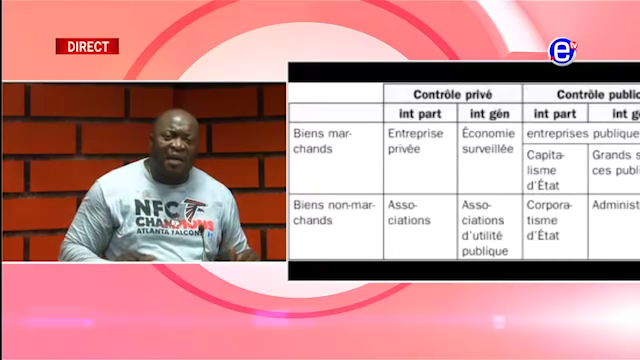 DIRECT
e tv
NFC
CHAMPIONS
ATLANTA FALCONS
Contrôle privé Contrôle public
int part int gén int part int g
Biens mar-
chands
Entreprise
privée
Économie
surveillée
entreprises publique
Capita-
lisme
d'État
Grands s
ces publi
Biens non-mar-
chands
Asso-
ciations
Asso-
ciations
d'utilité
publique
Corpora-
tisme
d'État
Administ